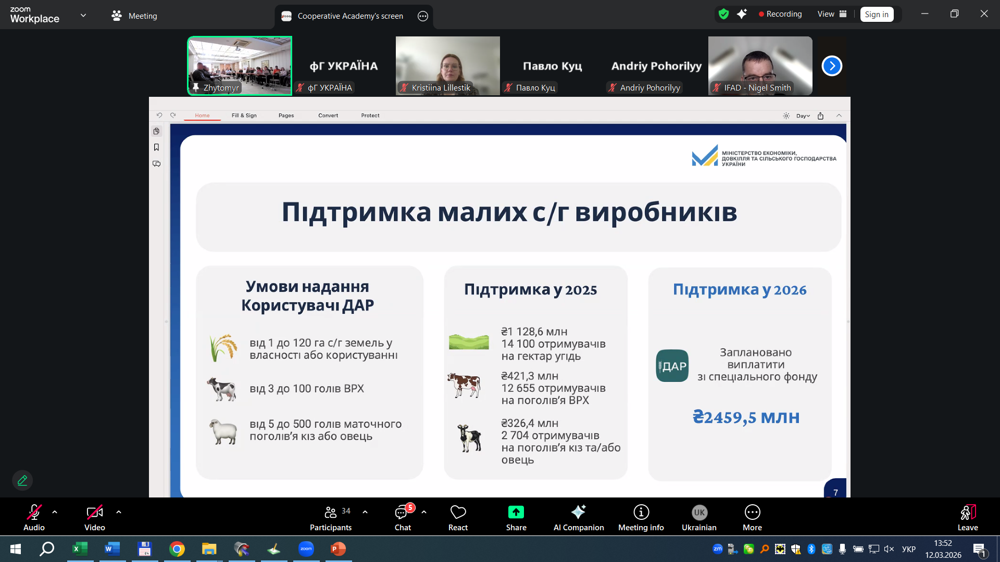 zoom
Workplace
Meeting
Cooperative Academy's screen
Recording
View
Sign in
Zhytomyr
фГ УКРАЇНА
фГ УКРАЇНА
Kristiina Lillestik
Павло Куц
Павло Куц
Andriy Pohorilyy
Andriy Pohorilyy
IFAD - Nigel Smith
Home
Fill & Sign
Pages
Convert
Protect
Day
МІНІСТЕРСТВО ЕКОНОМІКИ,
ДОВКІЛЛЯ ТА СІЛЬСЬКОГО ГОСПОДАРСТВА
УКРАЇНИ
Підтримка малих с/г виробників
Умови надання
Користувачі ДАР
від 1 до 120 га с/г земель у
власності або користуванні
від 3 до 100 голів ВРХ
від 5 до 500 голів маточного
поголів’я кіз або овець
Підтримка у 2025
₴1 128,6 млн
14 100 отримувачів
на гектар угідь
₴421,3 млн
12 655 отримувачів
на поголів’я ВРХ
₴326,4 млн
2 704 отримувачів
на поголів’я кіз та/або
овець
Підтримка у 2026
ДАР
Заплановано
виплатити
зі спеціального фонду
₴2459,5 млн
7
Audio
Video
Participants
34
Chat
5
React
Share
AI Companion
Meeting info
UK
Ukrainian
More
Leave
64
zoom
zm
УКР
13:52
12.03.2026
1